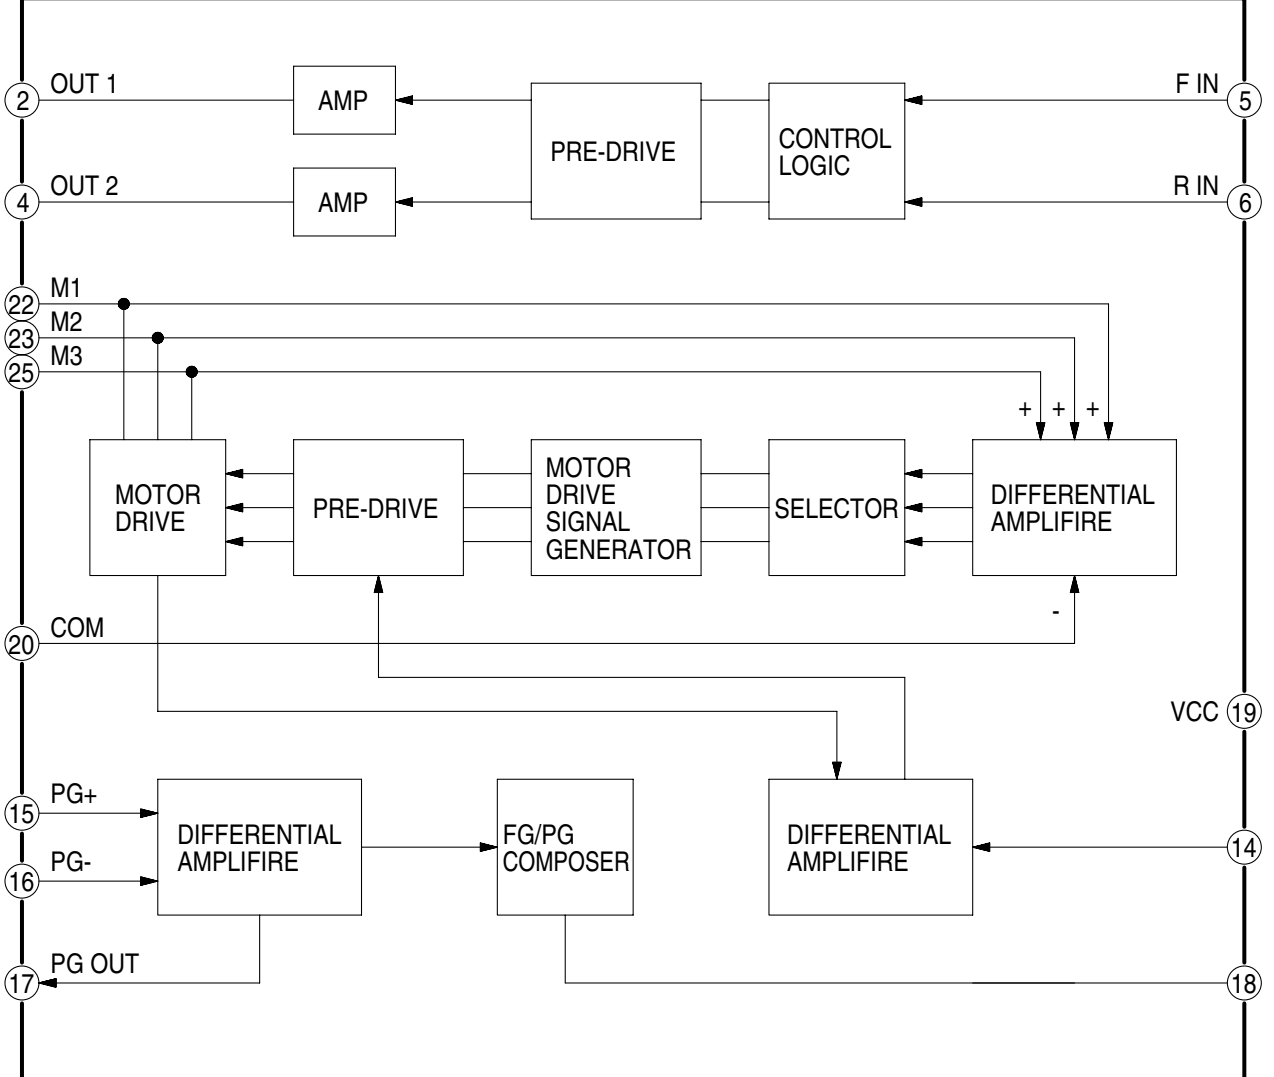 2 OUT 1 AMP F IN 5
PRE-DRIVE CONTROL
LOGIC
4 OUT 2 AMP R IN 6
22 M1
23 M2
25 M3
+ + +
MOTOR
DRIVE
PRE-DRIVE
MOTOR
DRIVE
SIGNAL
GENERATOR
SELECTOR
DIFFERENTIAL
AMPLIFIRE
-
20 COM
VCC 19
15 PG+
16 PG-
DIFFERENTIAL
AMPLIFIRE
FG/PG
COMPOSER
DIFFERENTIAL
AMPLIFIRE
14
17 PG OUT
18